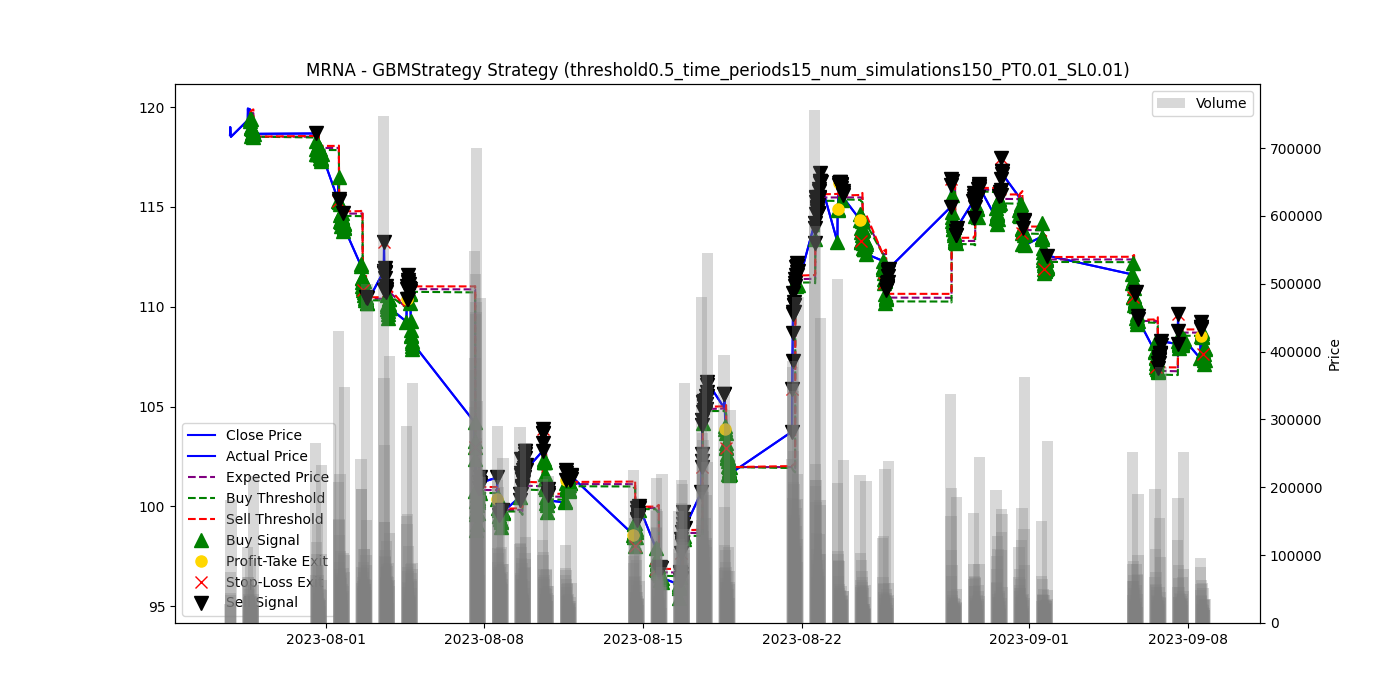 MRNA - GBMStrategy Strategy (threshold0.5_time_periods15_num_simulations150_PT0.01_SL0.01)
120
115
110
105
100
95
Volume
700000
600000
500000
400000
300000
200000
100000
0
Price
Close Price
Actual Price
Expected Price
Buy Threshold
Sell Threshold
Buy Signal
Profit-Take Exit
Stop-Loss Exit
Sell Signal
2023-08-01
2023-08-08
2023-08-15
2023-08-22
2023-09-01
2023-09-08